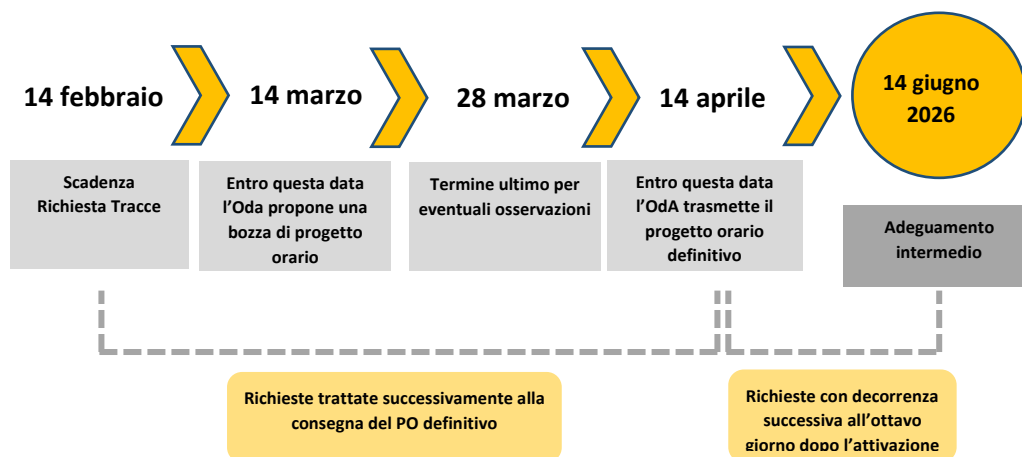 14 febbraio
14 marzo
28 marzo
14 aprile
14 giugno
2026
Scadenza
Richiesta Tracce
Entro questa data
l'Oda propone una
bozza di progetto
orario
Termine ultimo per
eventuali osservazioni
Entro questa data
l'OdA trasmette il
progetto orario
definitivo
Adeguamento
intermedio
Richieste trattate successivamente alla
consegna del PO definitivo
Richieste con decorrenza
successiva all'ottavo
giorno dopo l'attivazione